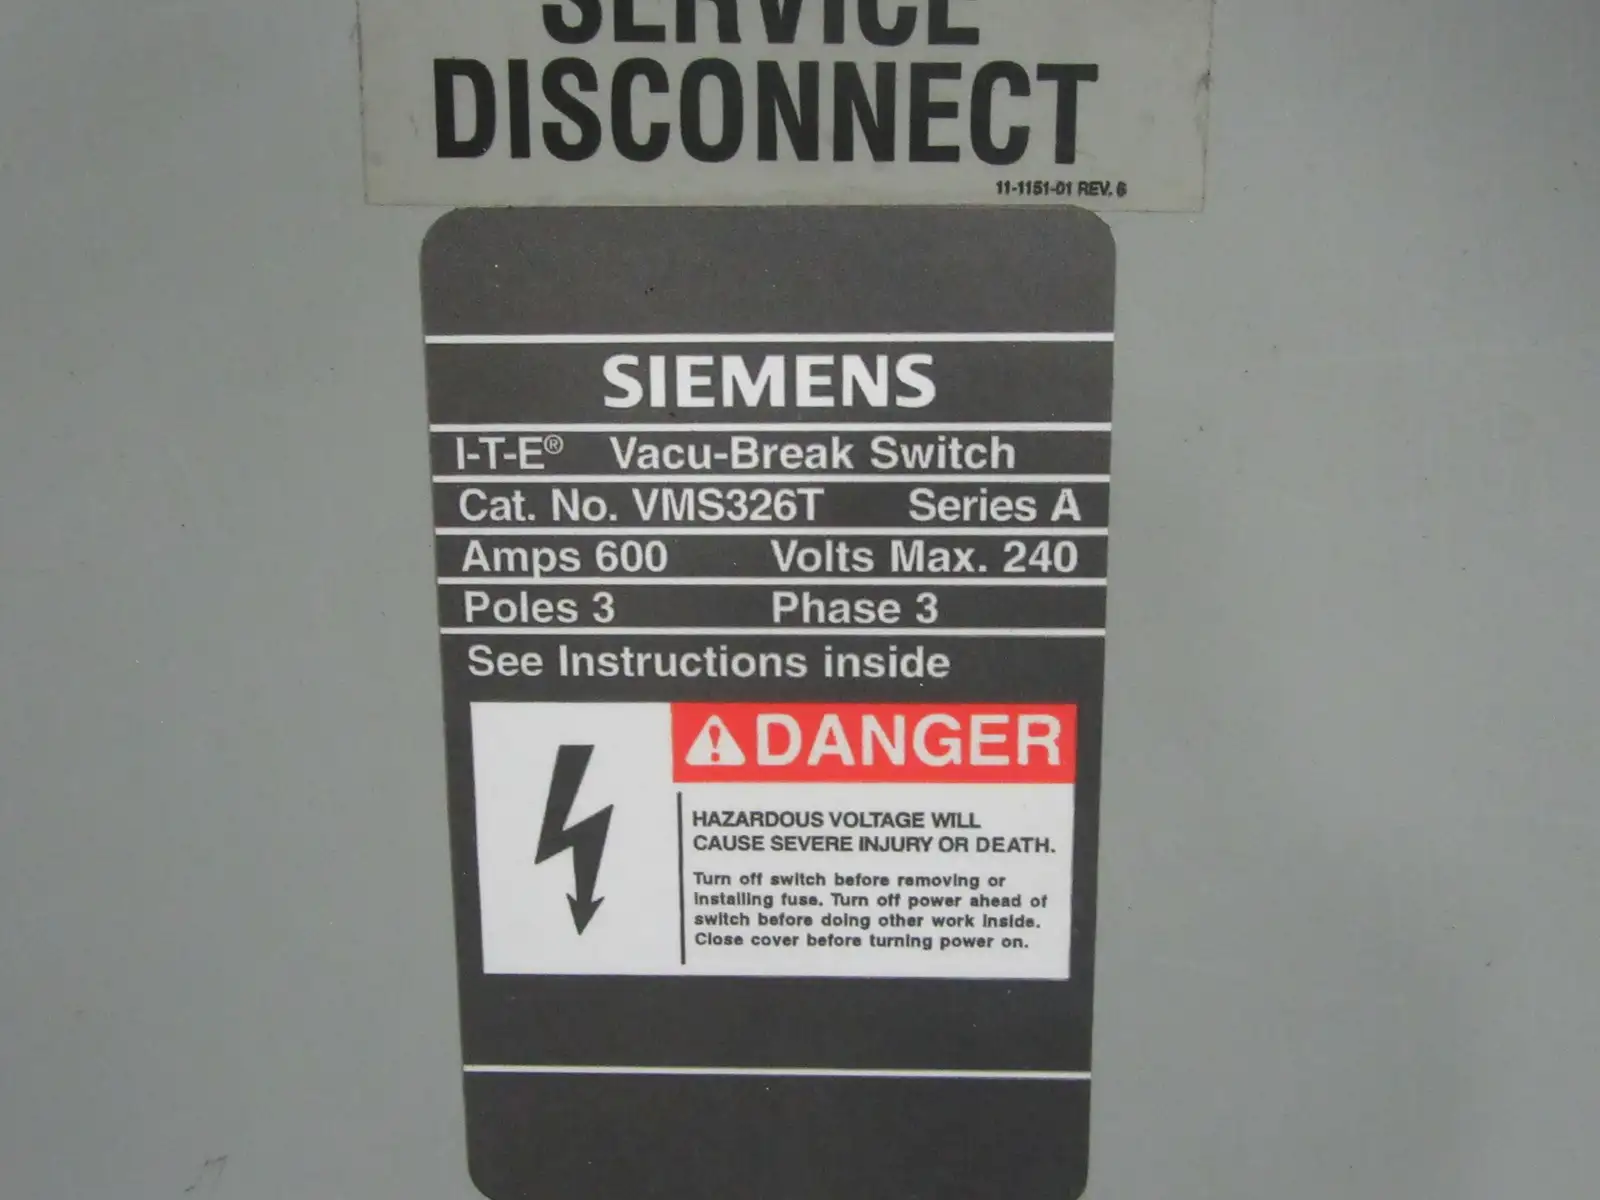 SERVICE
DISCONNECT
11-1151-01 REV. 6
SIEMENS
I-T-E® Vacu-Break Switch
Cat. No. VMS326T Series A
Amps 600 Volts Max. 240
Poles 3 Phase 3
See Instructions inside
DANGER
HAZARDOUS VOLTAGE WILL
CAUSE SEVERE INJURY OR DEATH.
Turn off switch before removing or
installing fuse. Turn off power ahead of
switch before doing other work inside.
Close cover before turning power on.